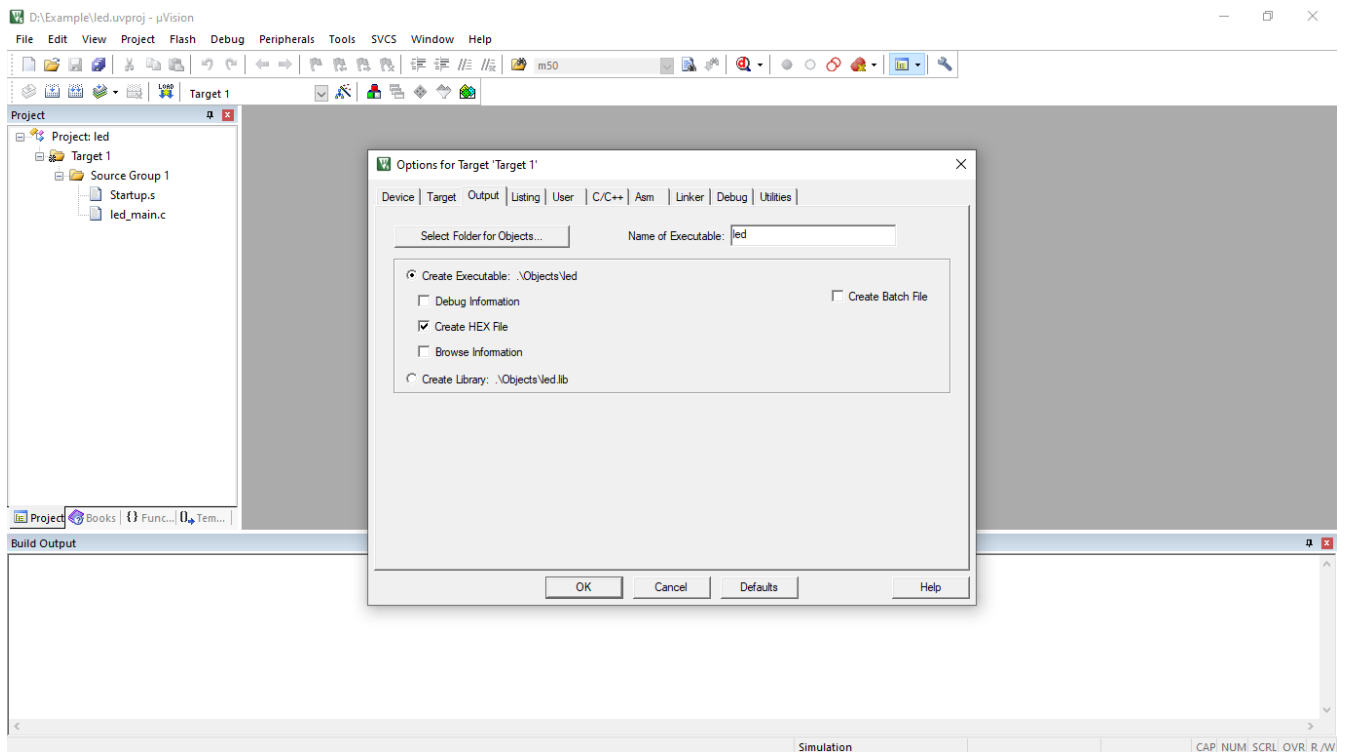 D:\Example\led.uvproj - µVision
File Edit View Project Flash Debug Peripherals Tools SVCS Window Help
m50
LOAD Target 1
Project
Project: led
Target 1
Source Group 1
Startup.s
led_main.c
Options for Target 'Target 1'
Device Target Output Listing User C/C++ Asm Linker Debug Utilities
Select Folder for Objects... Name of Executable: led
Create Executable: .\Objects\led
Debug Information Create Batch File
Create HEX File
Browse Information
Create Library: .\Objects\led.lib
Project Books {} Func... Tem...
OK Cancel Defaults Help
Build Output
Simulation CAP NUM SCRL OVR R/W